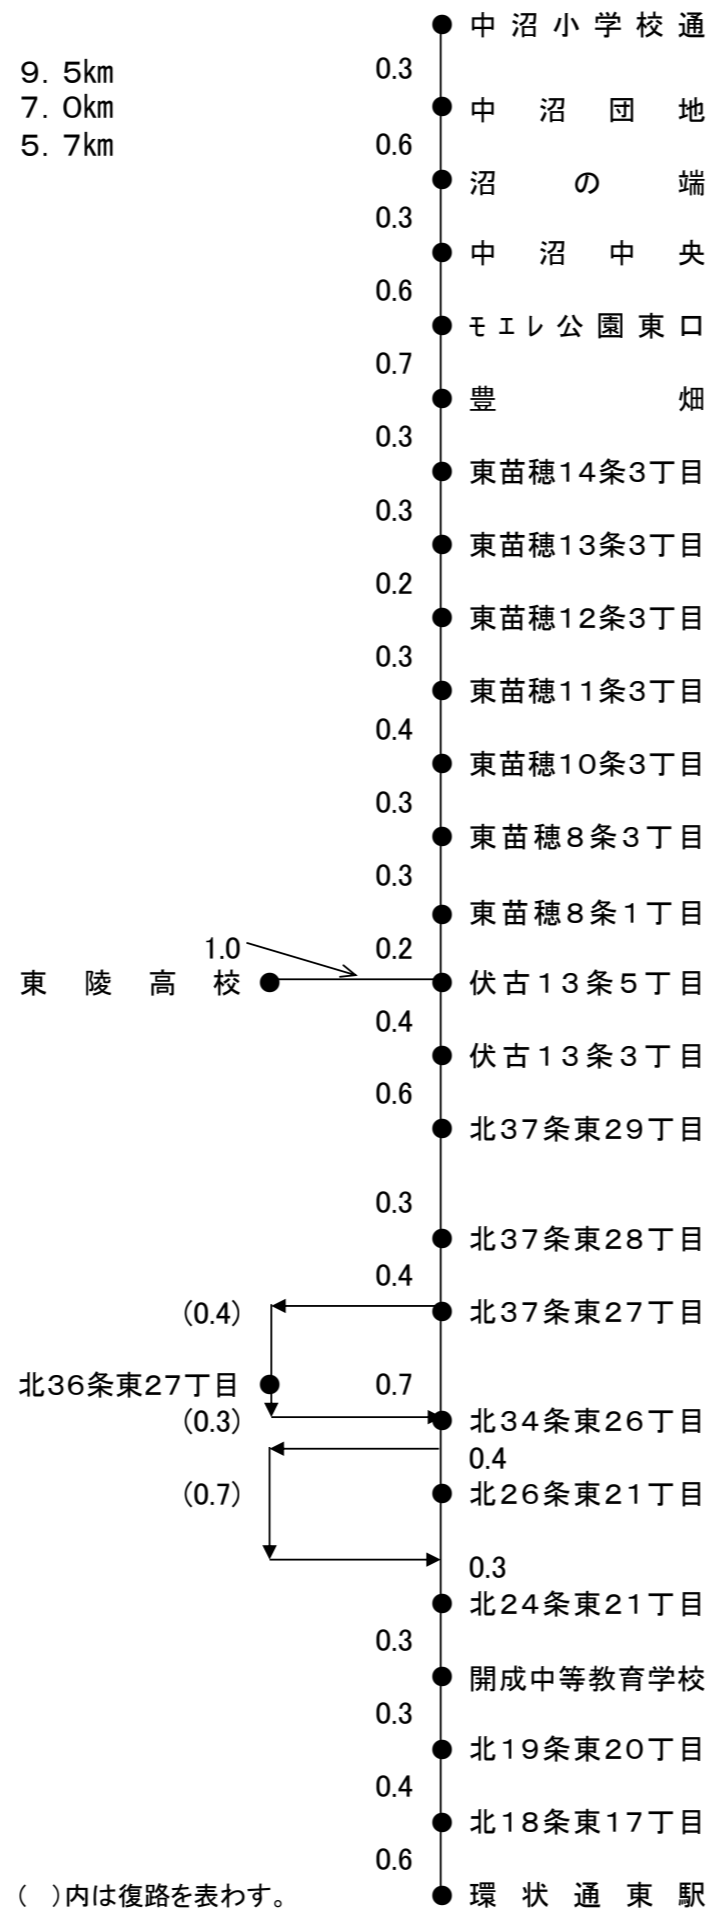 中沼小学校通
9.5km
0.3
7.0km
中沼団地
5.7km
0.6
沼の端
0.3
中沼中央
0.6
モエレ公園東口
0.7
豊畑
0.3
東苗穂14条3丁目
0.3
東苗穂13条3丁目
0.2
東苗穂12条3丁目
0.3
東苗穂11条3丁目
0.4
東苗穂10条3丁目
0.3
東苗穂8条3丁目
0.3
東苗穂8条1丁目
1.0
0.2
東陵高校
伏古13条5丁目
0.4
伏古13条3丁目
0.6
北37条東29丁目
0.3
北37条東28丁目
0.4
(0.4)
北37条東27丁目
北36条東27丁目
0.7
(0.3)
北34条東26丁目
0.4
(0.7)
北26条東21丁目
0.3
北24条東21丁目
0.3
開成中等教育学校
0.3
北19条東20丁目
0.4
北18条東17丁目
0.6
( )内は復路を表わす。
環状通東駅